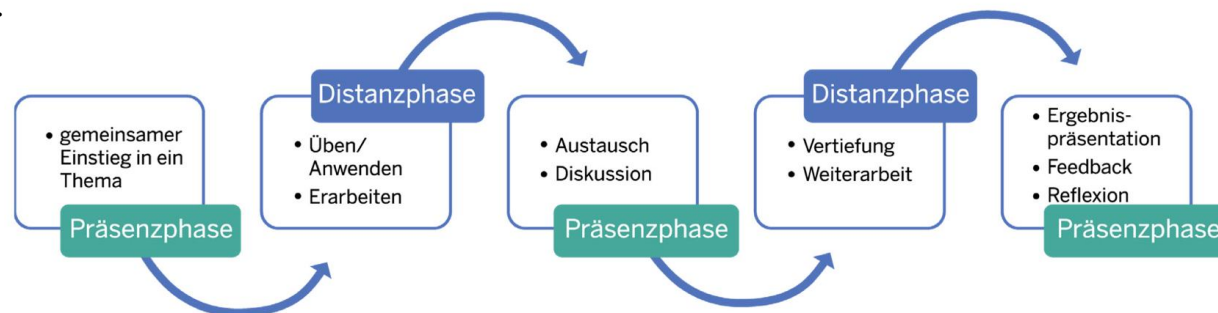 • gemeinsamer
Einstieg in ein
Thema
Präsenzphase
Distanzphase
• Üben/
Anwenden
• Erarbeiten
• Austausch
• Diskussion
Präsenzphase
Distanzphase
• Vertiefung
• Weiterarbeit
• Ergebnis-
präsentation
• Feedback
• Reflexion
Präsenzphase